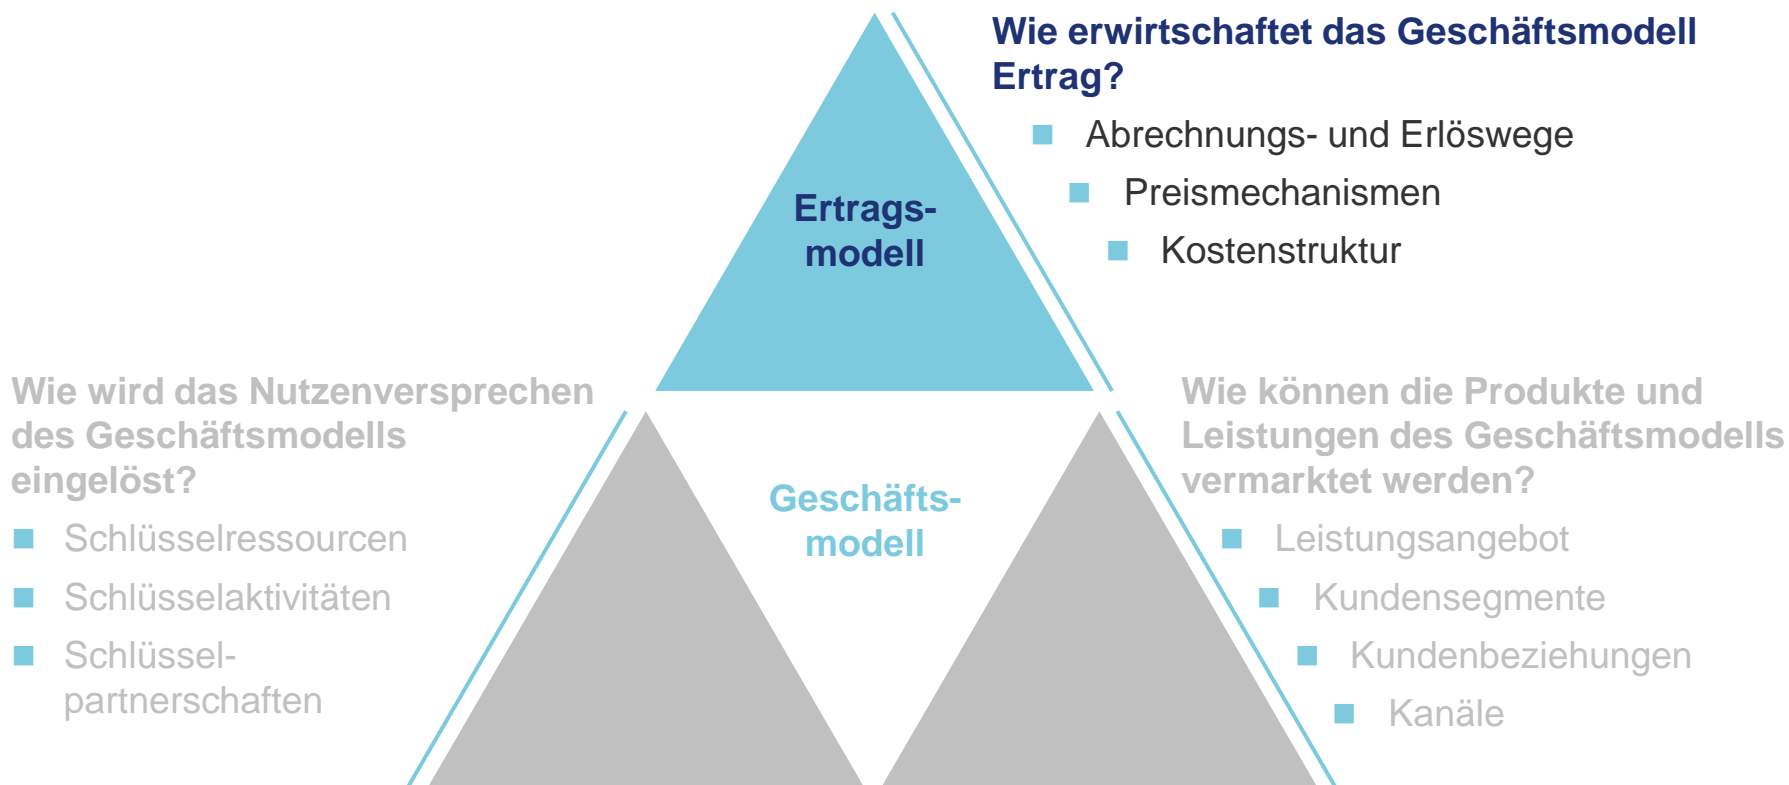 Wie erwirtschaftet das Geschäftsmodell
Ertrag?
Abrechnungs- und Erlöswege
Preismechanismen
Kostenstruktur
Ertrags-
modell
Wie wird das Nutzenversprechen
des Geschäftsmodells
eingelöst?
Schlüsselressourcen
Schlüsselaktivitäten
Schlüssel-
partnerschaften
Geschäfts-
modell
Wie können die Produkte und
Leistungen des Geschäftsmodells
vermarktet werden?
Leistungsangebot
Kundensegmente
Kundenbeziehungen
Kanäle